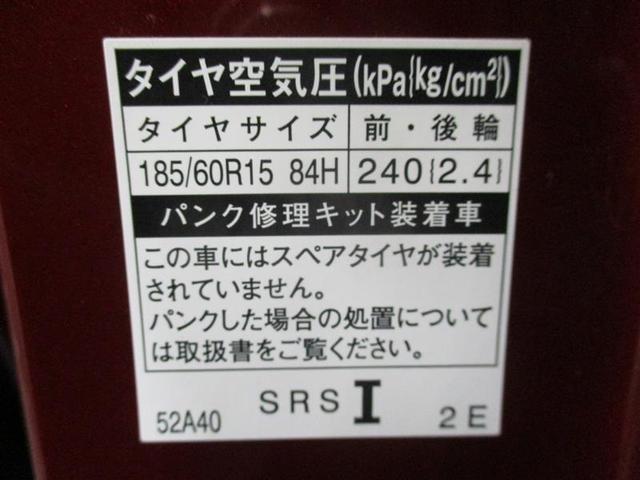 タイヤ空気圧(kPa{kg/cm²})
タイヤサイズ 前・後輪
185/60R15 84H 240{2.4}
パンク修理キット装着車
この車にはスペアタイヤが装着
されていません。
パンクした場合の処置について
は取扱書をご覧ください。
52A40 SRS I 2E